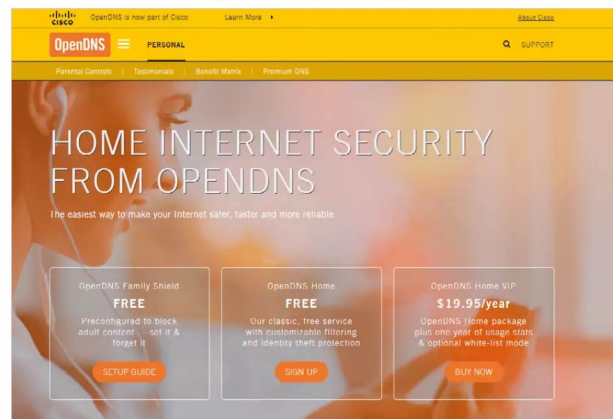 CISCO
OpenDNS is now part of Cisco
Learn More
About Cisco
OpenDNS
PERSONAL
SUPPORT
Parental Controls | Testimonials | Benefit Matrix | Premium DNS
HOME INTERNET SECURITY
FROM OPENDNS
The easiest way to make your Internet safer, faster and more reliable.
OpenDNS Family Shield
FREE
Preconfigured to block
adult content — set it &
forget it
SETUP GUIDE
OpenDNS Home
FREE
Our classic, free service
with customizable filtering
and identity theft protection
SIGN UP
OpenDNS Home VIP
$19.95/year
OpenDNS Home package
plus one year of usage stats
& optional white-list mode
BUY NOW